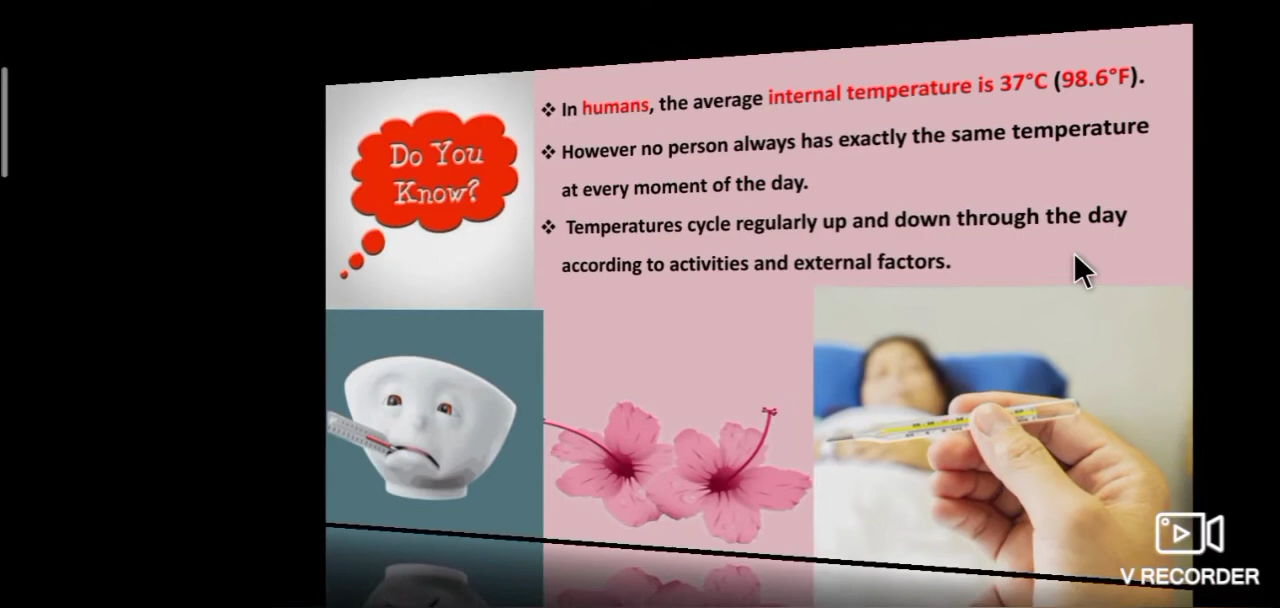 Do You
Know?
❖ In humans, the average internal temperature is 37°C (98.6°F).
❖ However no person always has exactly the same temperature
at every moment of the day.
❖ Temperatures cycle regularly up and down through the day
according to activities and external factors.
V RECORDER